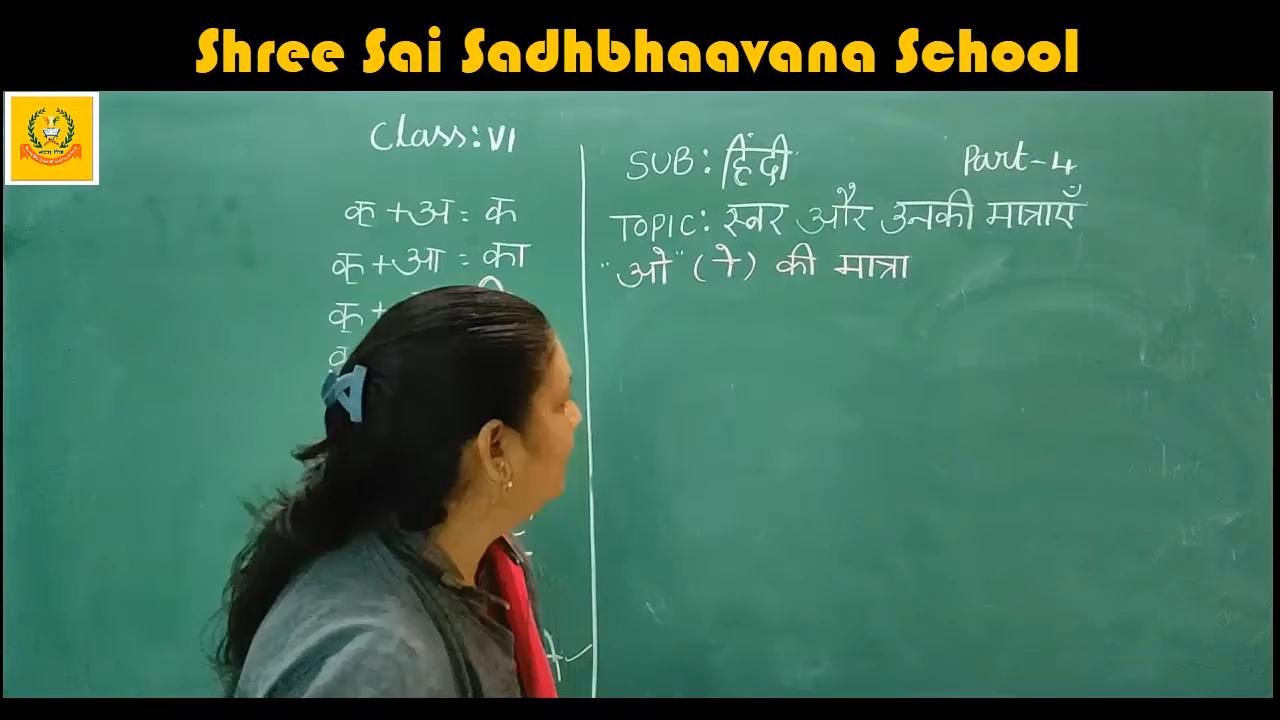 Shree Sai Sadhbhaavana School
Class: VI
क + अ = क
क + आ = का
क +
SUB: हिंदी
Part-4
TOPIC: स्वर और उनकी मात्राएँ
"ओ" (ो) की मात्रा